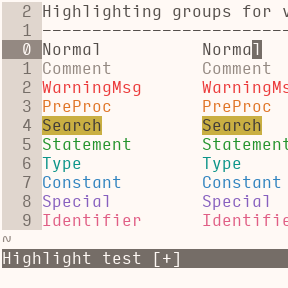 2 Highlighting groups for v
1 ---------------------------
0 Normal Normal
1 Comment Comment
2 WarningMsg WarningMs
3 PreProc PreProc
4 Search Search
5 Statement Statement
6 Type Type
7 Constant Constant
8 Special Special
9 Identifier Identifie
~
Highlight test [+]